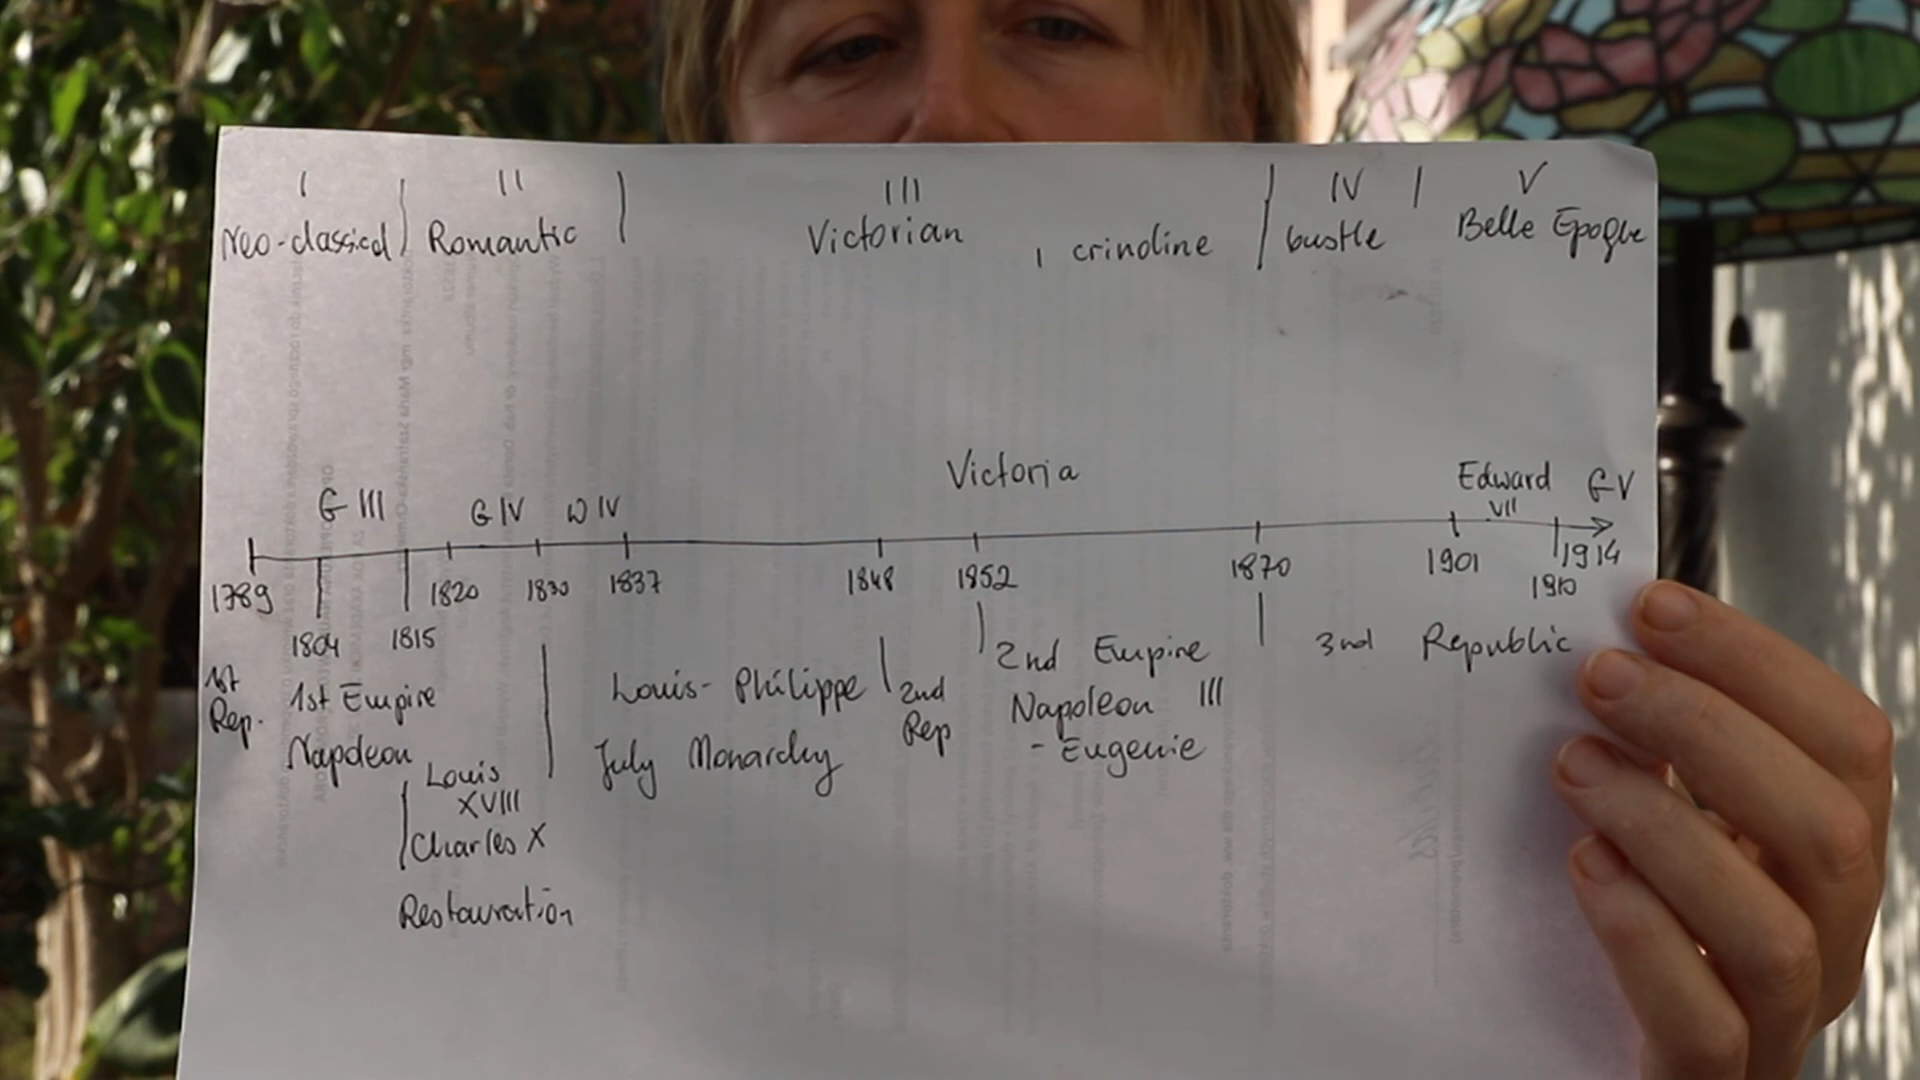 I II III IV V
Neo-classical Romantic Victorian crinoline bustle Belle Epoque
Victoria
G III G IV W IV Edward VII G V
1789 1804 1815 1820 1830 1837 1848 1852 1870 1901 1910 1914
1st Rep.
1st Empire
Napoleon
Louis XVIII
Charles X
Restauration
Louis-Philippe
July Monarchy
2nd Rep
2nd Empire
Napoleon III
- Eugenie
3nd Republic